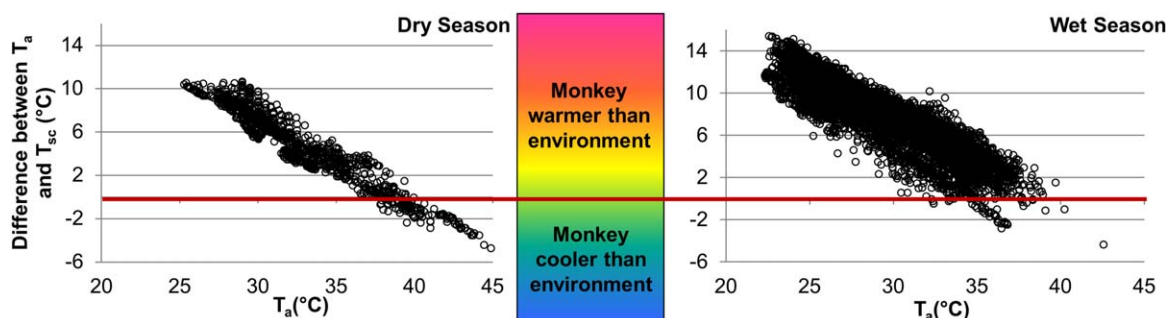 Difference between Tₐ
and Tsc (°C)
Dry Season
14
10
6
2
-2
-6
20
25
30
35
40
45
Tₐ(°C)
Monkey
warmer than
environment
Monkey
cooler than
environment
Wet Season
14
10
6
2
-2
-6
20
25
30
35
40
45
Tₐ(°C)